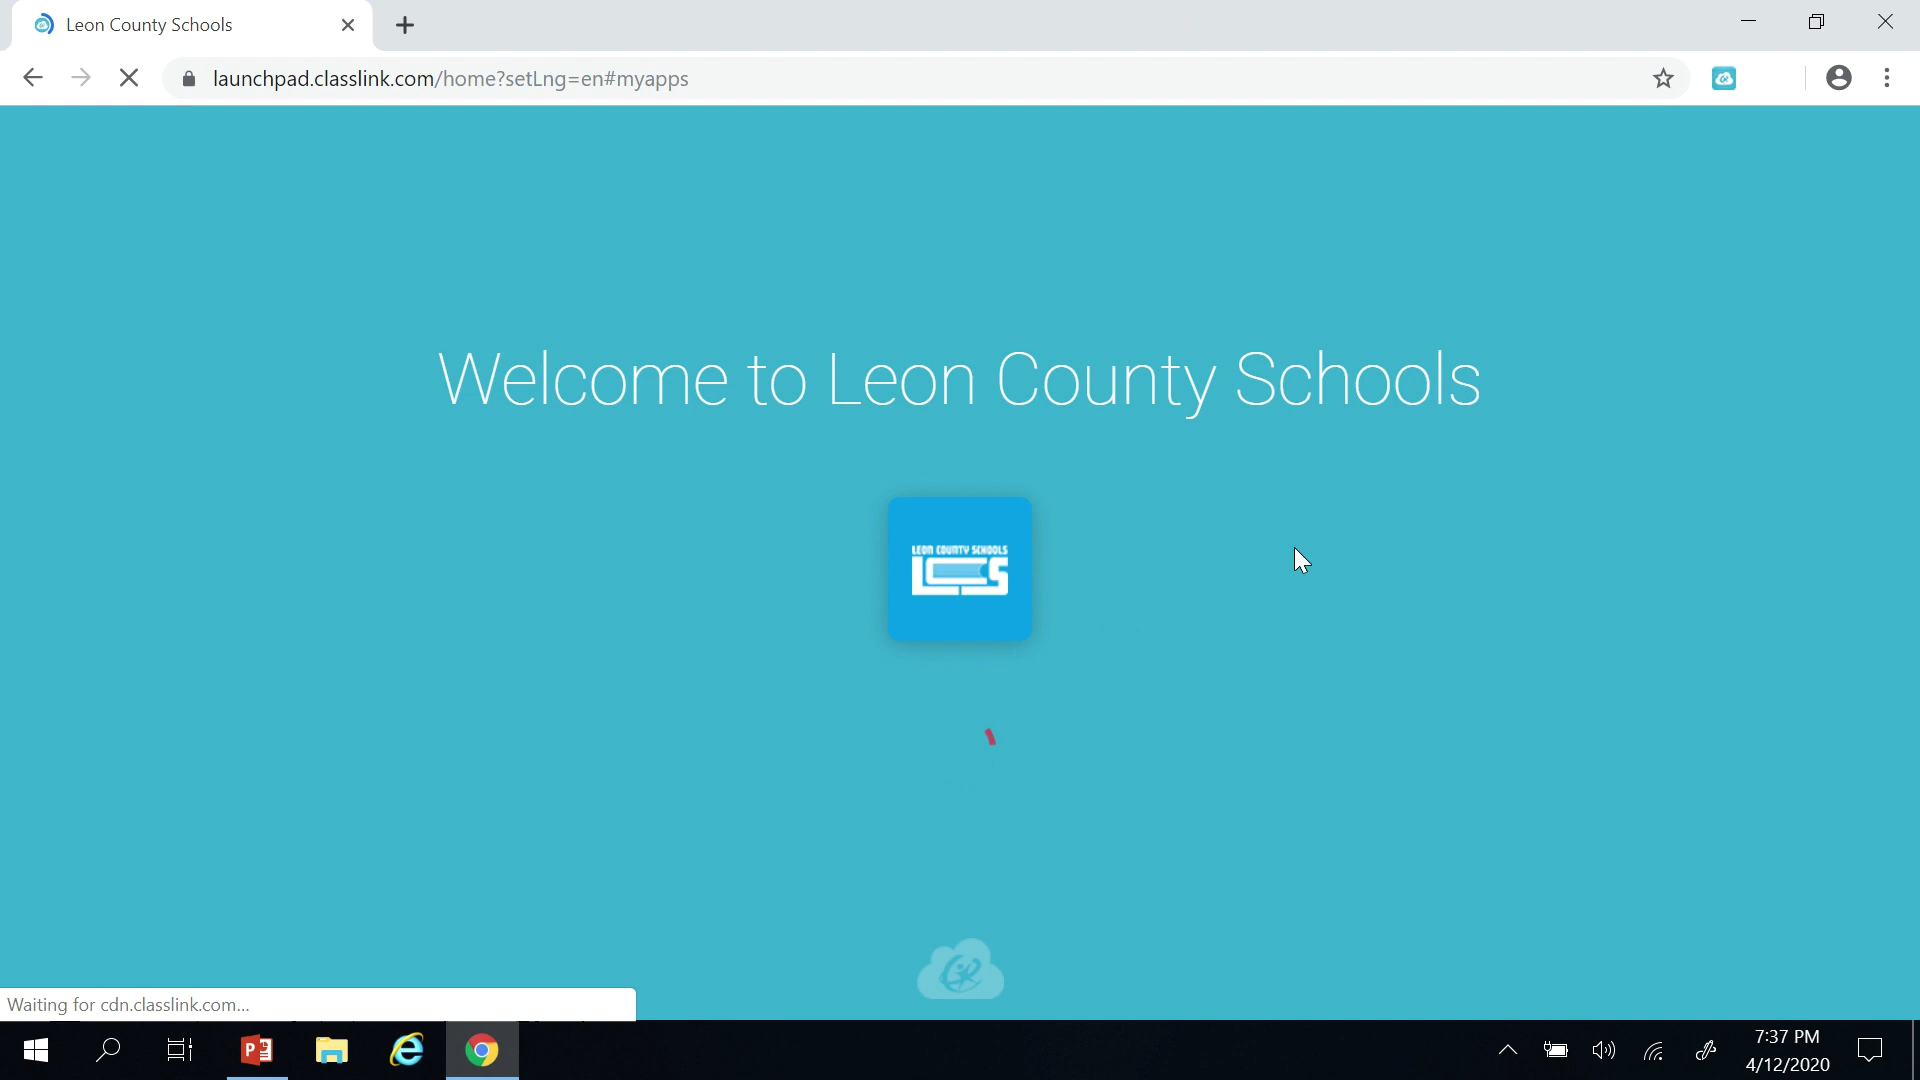 Leon County Schools
launchpad.classlink.com/home?setLng=en#myapps
Welcome to Leon County Schools
LEON COUNTY SCHOOLS
LCS
Waiting for cdn.classlink.com...
7:37 PM
4/12/2020